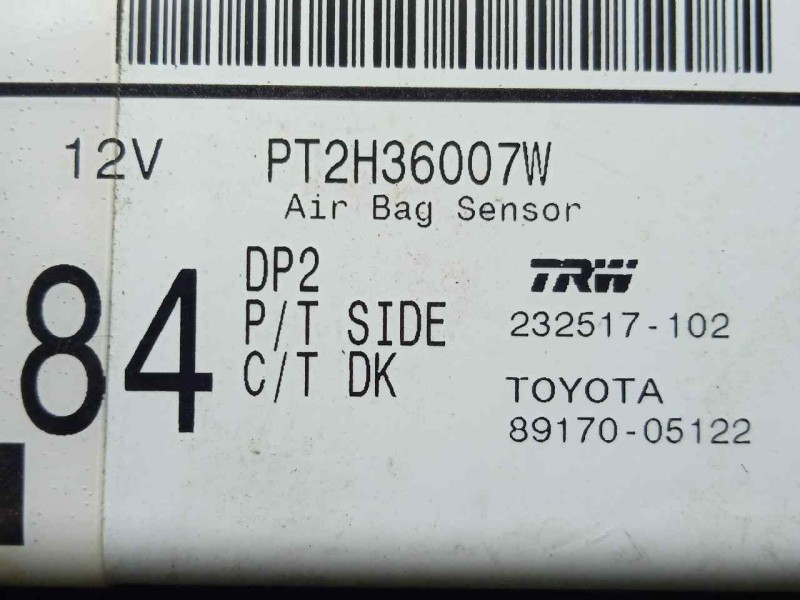 12V PT2H36007W
Air Bag Sensor
84
DP2
P/T SIDE
C/T DK
TRW
232517-102
TOYOTA
89170-05122